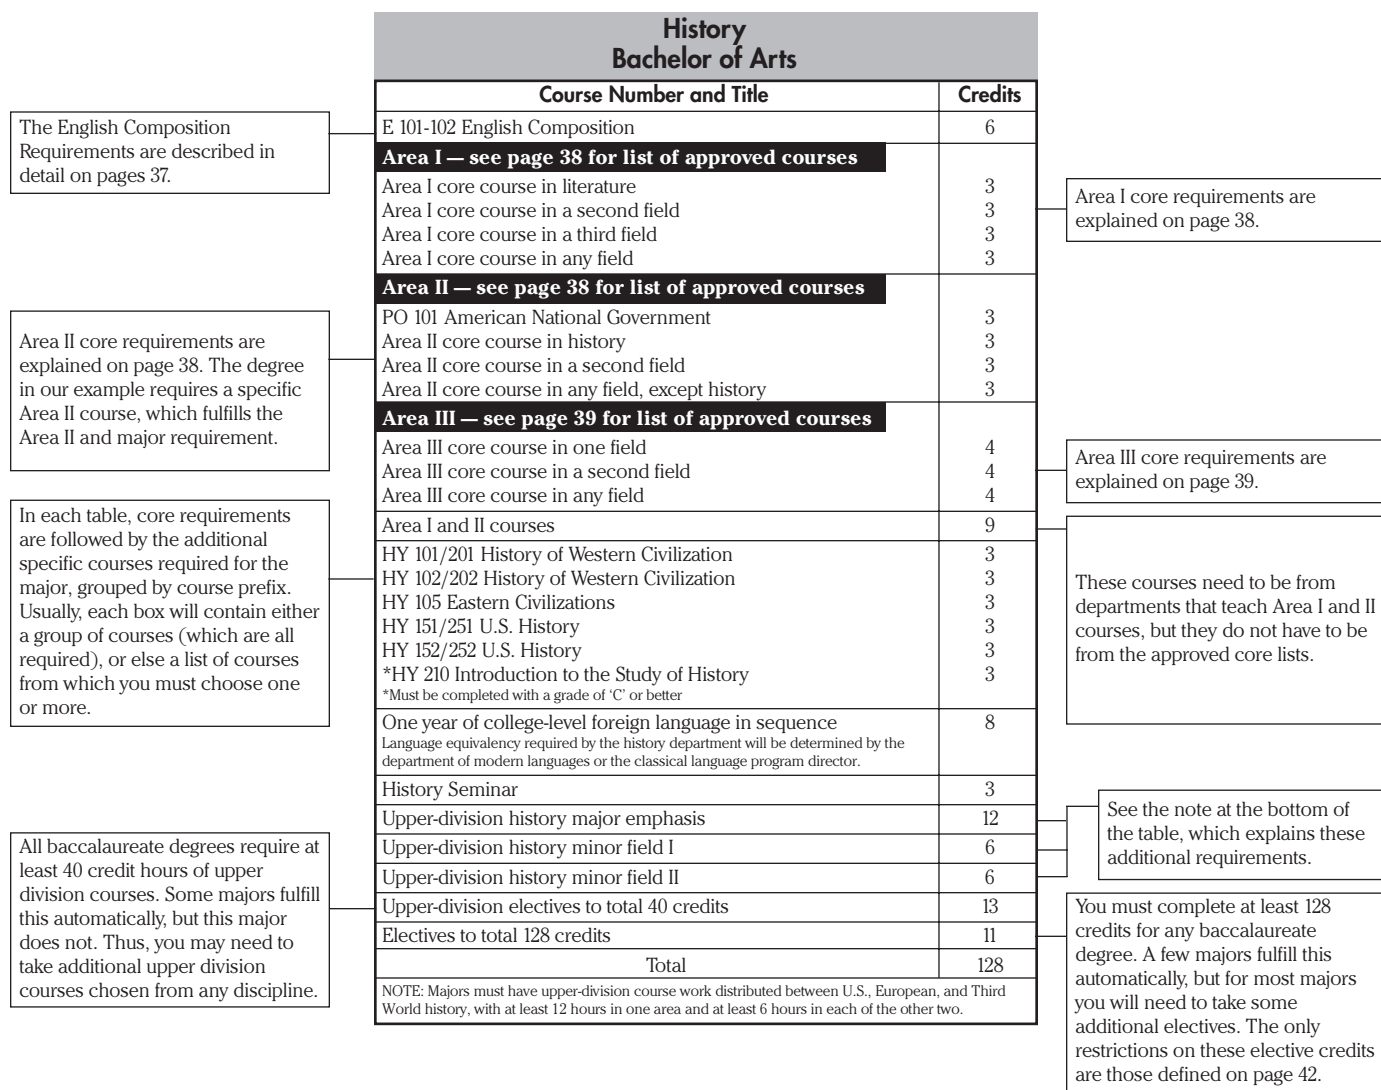 History
Bachelor of Arts
Course Number and Title Credits
E 101-102 English Composition 6
Area I — see page 38 for list of approved courses
Area I core course in literature 3
Area I core course in a second field 3
Area I core course in a third field 3
Area I core course in any field 3
Area II — see page 38 for list of approved courses
PO 101 American National Government 3
Area II core course in history 3
Area II core course in a second field 3
Area II core course in any field, except history 3
Area III — see page 39 for list of approved courses
Area III core course in one field 4
Area III core course in a second field 4
Area III core course in any field 4
Area I and II courses 9
HY 101/201 History of Western Civilization 3
HY 102/202 History of Western Civilization 3
HY 105 Eastern Civilizations 3
HY 151/251 U.S. History 3
HY 152/252 U.S. History 3
*HY 210 Introduction to the Study of History 3
*Must be completed with a grade of ‘C’ or better
One year of college-level foreign language in sequence 8
Language equivalency required by the history department will be determined by the
department of modern languages or the classical language program director.
History Seminar 3
Upper-division history major emphasis 12
Upper-division history minor field I 6
Upper-division history minor field II 6
Upper-division electives to total 40 credits 13
Electives to total 128 credits 11
Total 128
NOTE: Majors must have upper-division course work distributed between U.S., European, and Third
World history, with at least 12 hours in one area and at least 6 hours in each of the other two.
The English Composition
Requirements are described in
detail on pages 37.
Area II core requirements are
explained on page 38. The degree
in our example requires a specific
Area II course, which fulfills the
Area II and major requirement.
In each table, core requirements
are followed by the additional
specific courses required for the
major, grouped by course prefix.
Usually, each box will contain either
a group of courses (which are all
required), or else a list of courses
from which you must choose one
or more.
All baccalaureate degrees require at
least 40 credit hours of upper
division courses. Some majors fulfill
this automatically, but this major
does not. Thus, you may need to
take additional upper division
courses chosen from any discipline.
Area I core requirements are
explained on page 38.
Area III core requirements are
explained on page 39.
These courses need to be from
departments that teach Area I and II
courses, but they do not have to be
from the approved core lists.
See the note at the bottom of
the table, which explains these
additional requirements.
You must complete at least 128
credits for any baccalaureate
degree. A few majors fulfill this
automatically, but for most majors
you will need to take some
additional electives. The only
restrictions on these elective credits
are those defined on page 42.